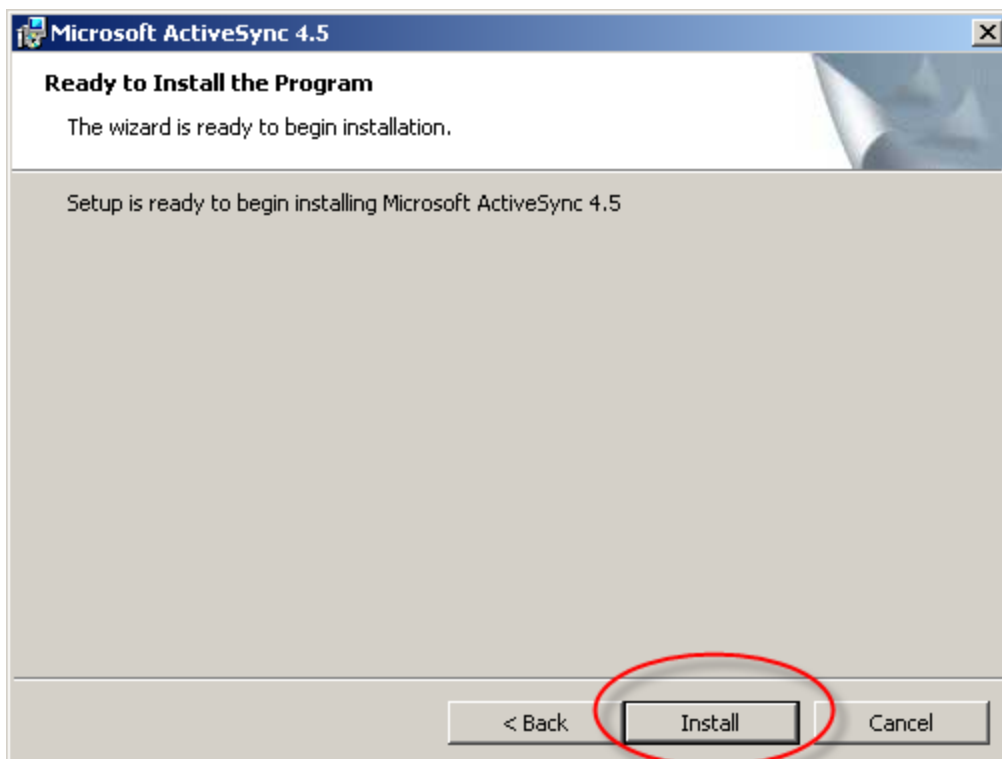 Microsoft ActiveSync 4.5
Ready to Install the Program
The wizard is ready to begin installation.
Setup is ready to begin installing Microsoft ActiveSync 4.5
< Back Install Cancel